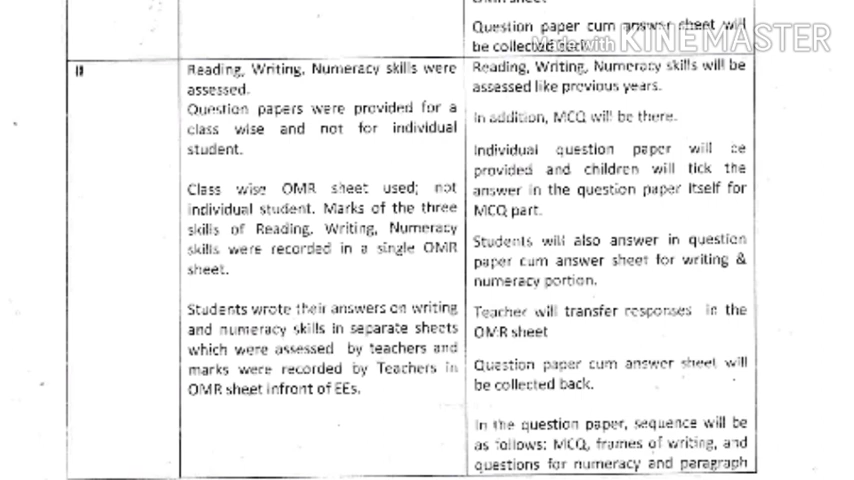 OMR sheet
Question paper cum answer sheet will
be collected back.
Made with KINEMASTER
II
Reading, Writing, Numeracy skills were
assessed.
Question papers were provided for a
class wise and not for individual
student.
Class wise OMR sheet used; not
individual student. Marks of the three
skills of Reading, Writing, Numeracy
skills were recorded in a single OMR
sheet.
Students wrote their answers on writing
and numeracy skills in separate sheets
which were assessed by teachers and
marks were recorded by Teachers in
OMR sheet infront of EEs.
Reading, Writing, Numeracy skills will be
assessed like previous years.
In addition, MCQ will be there.
Individual question paper will be
provided and children will tick the
answer in the question paper itself for
MCQ part.
Students will also answer in question
paper cum answer sheet for writing &
numeracy portion.
Teacher will transfer responses in the
OMR sheet
Question paper cum answer sheet will
be collected back.
In the question paper, sequence will be
as follows: MCQ, frames of writing, and
questions for numeracy and paragraph